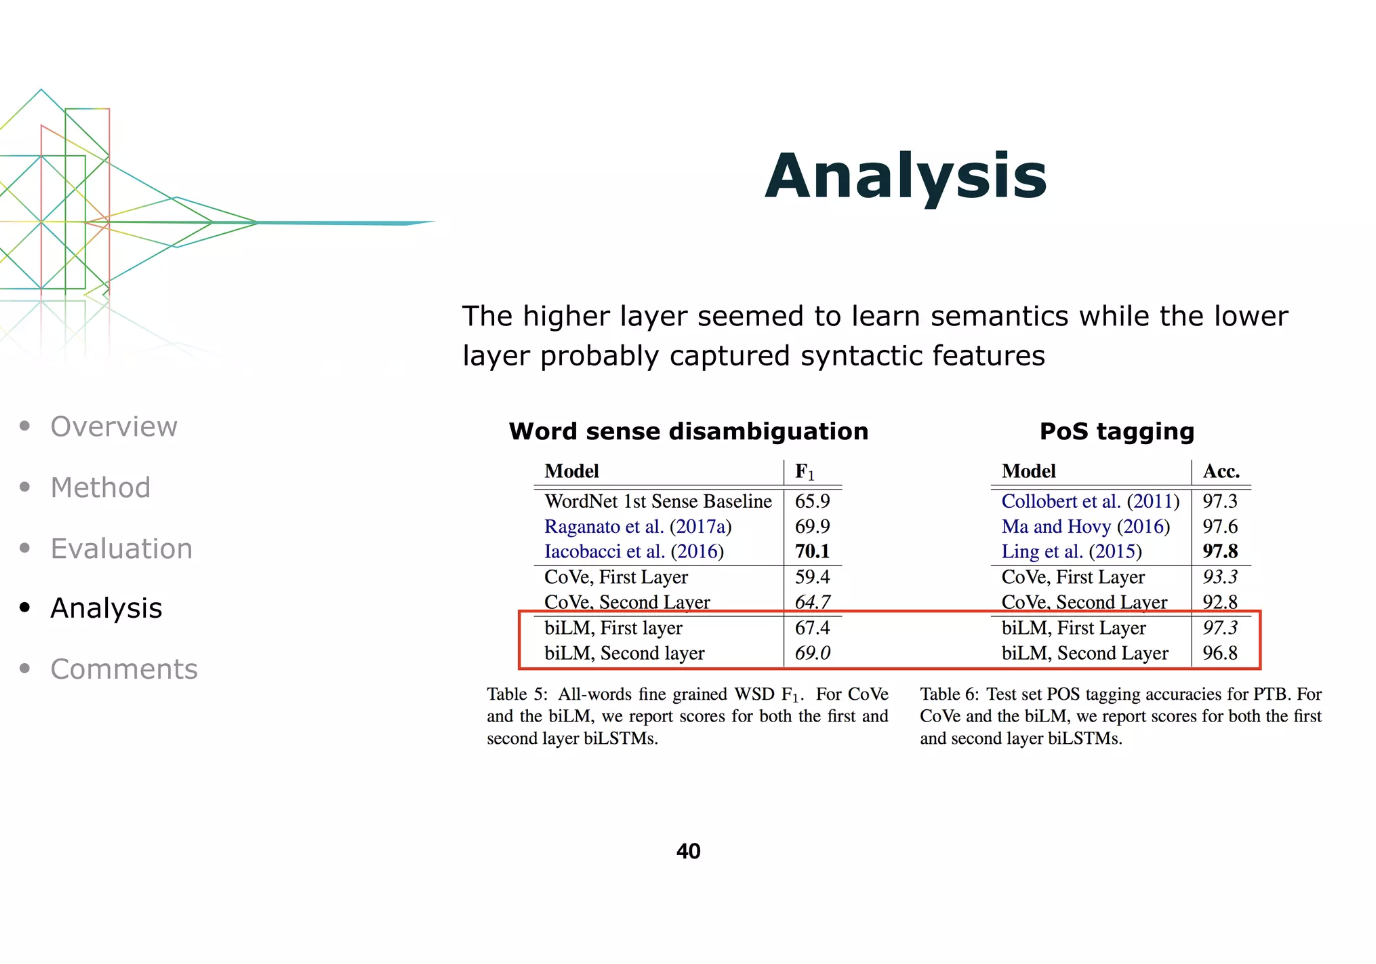 Analysis
The higher layer seemed to learn semantics while the lower
layer probably captured syntactic features
• Overview
• Method
• Evaluation
• Analysis
• Comments
Word sense disambiguation
Model F1
WordNet 1st Sense Baseline 65.9
Raganato et al. (2017a) 69.9
Iacobacci et al. (2016) 70.1
CoVe, First Layer 59.4
CoVe, Second Layer 64.7
biLM, First layer 67.4
biLM, Second layer 69.0
Table 5: All-words fine grained WSD F1. For CoVe
and the biLM, we report scores for both the first and
second layer biLSTMs.
PoS tagging
Model Acc.
Collobert et al. (2011) 97.3
Ma and Hovy (2016) 97.6
Ling et al. (2015) 97.8
CoVe, First Layer 93.3
CoVe, Second Layer 92.8
biLM, First Layer 97.3
biLM, Second Layer 96.8
Table 6: Test set POS tagging accuracies for PTB. For
CoVe and the biLM, we report scores for both the first
and second layer biLSTMs.
40